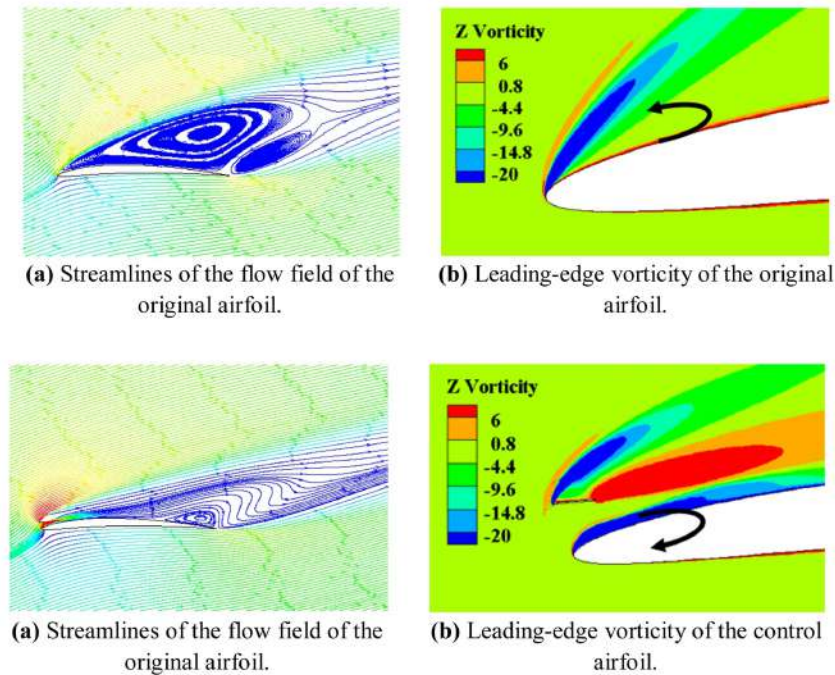 Z Vorticity
6
0.8
-4.4
-9.6
-14.8
-20
(a) Streamlines of the flow field of the
original airfoil.
(b) Leading-edge vorticity of the original
airfoil.
Z Vorticity
6
0.8
-4.4
-9.6
-14.8
-20
(a) Streamlines of the flow field of the
original airfoil.
(b) Leading-edge vorticity of the control
airfoil.